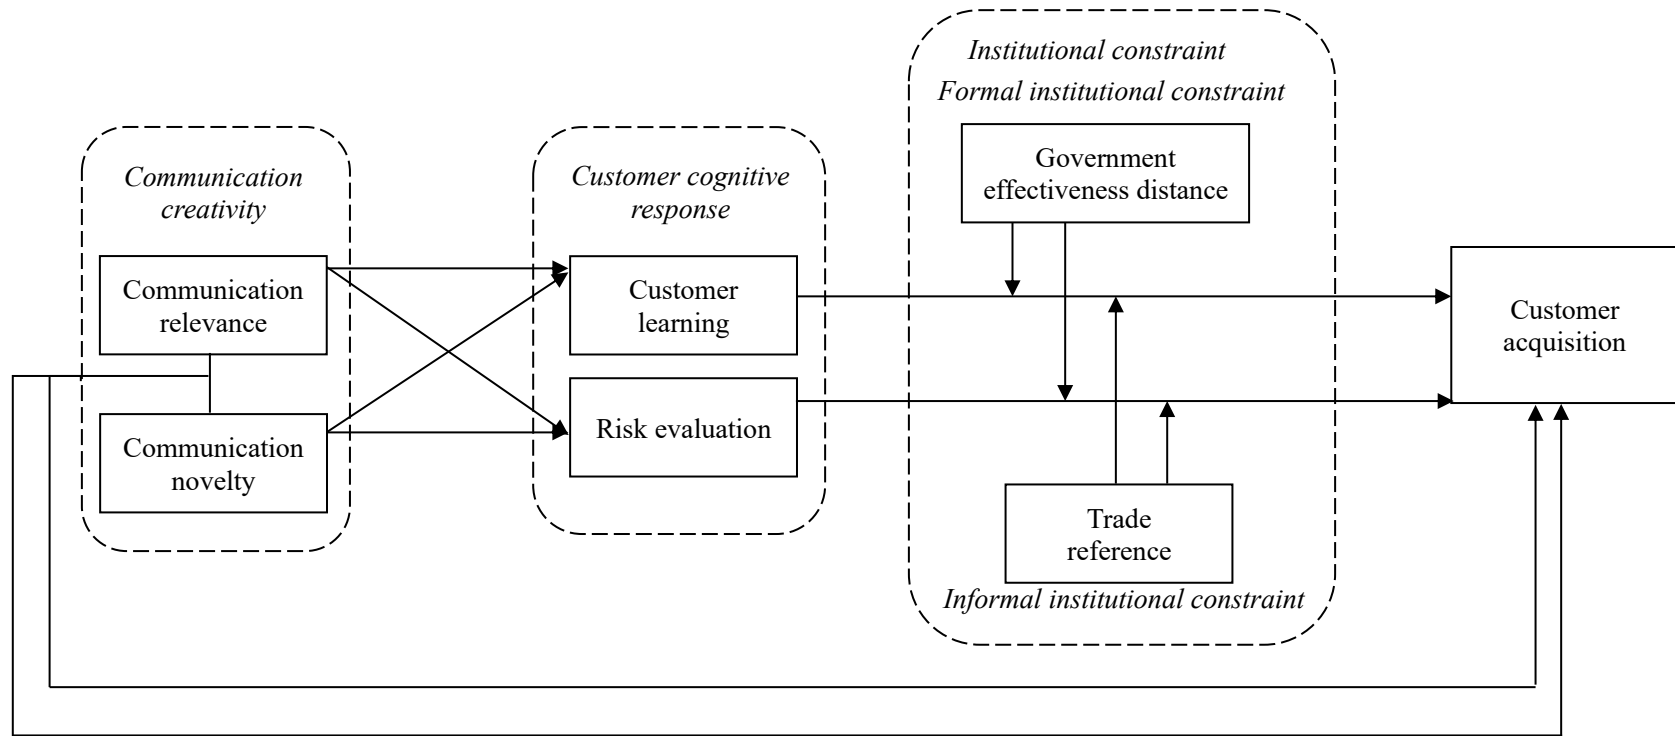 Institutional constraint
Formal institutional constraint
Government
effectiveness distance
Communication
creativity
Customer cognitive
response
Communication
relevance
Customer
learning
Customer
acquisition
Communication
novelty
Risk evaluation
Trade
reference
Informal institutional constraint